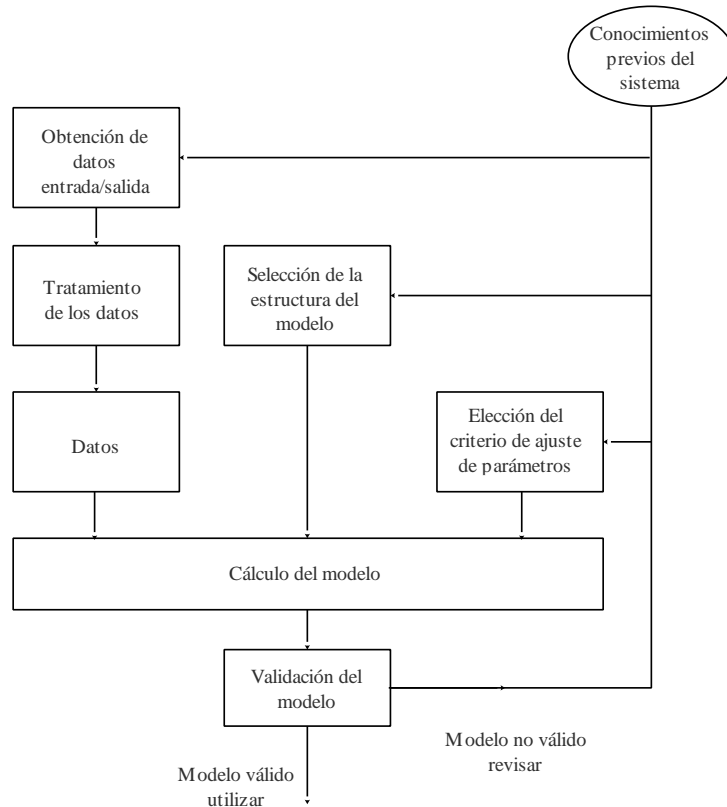 Conocimientos
previos del
sistema
Obtención de
datos
entrada/salida
Tratamiento
de los datos
Selección de la
estructura del
modelo
Datos
Elección del
criterio de ajuste
de parámetros
Cálculo del modelo
Validación del
modelo
Modelo no válido
revisar
Modelo válido
utilizar